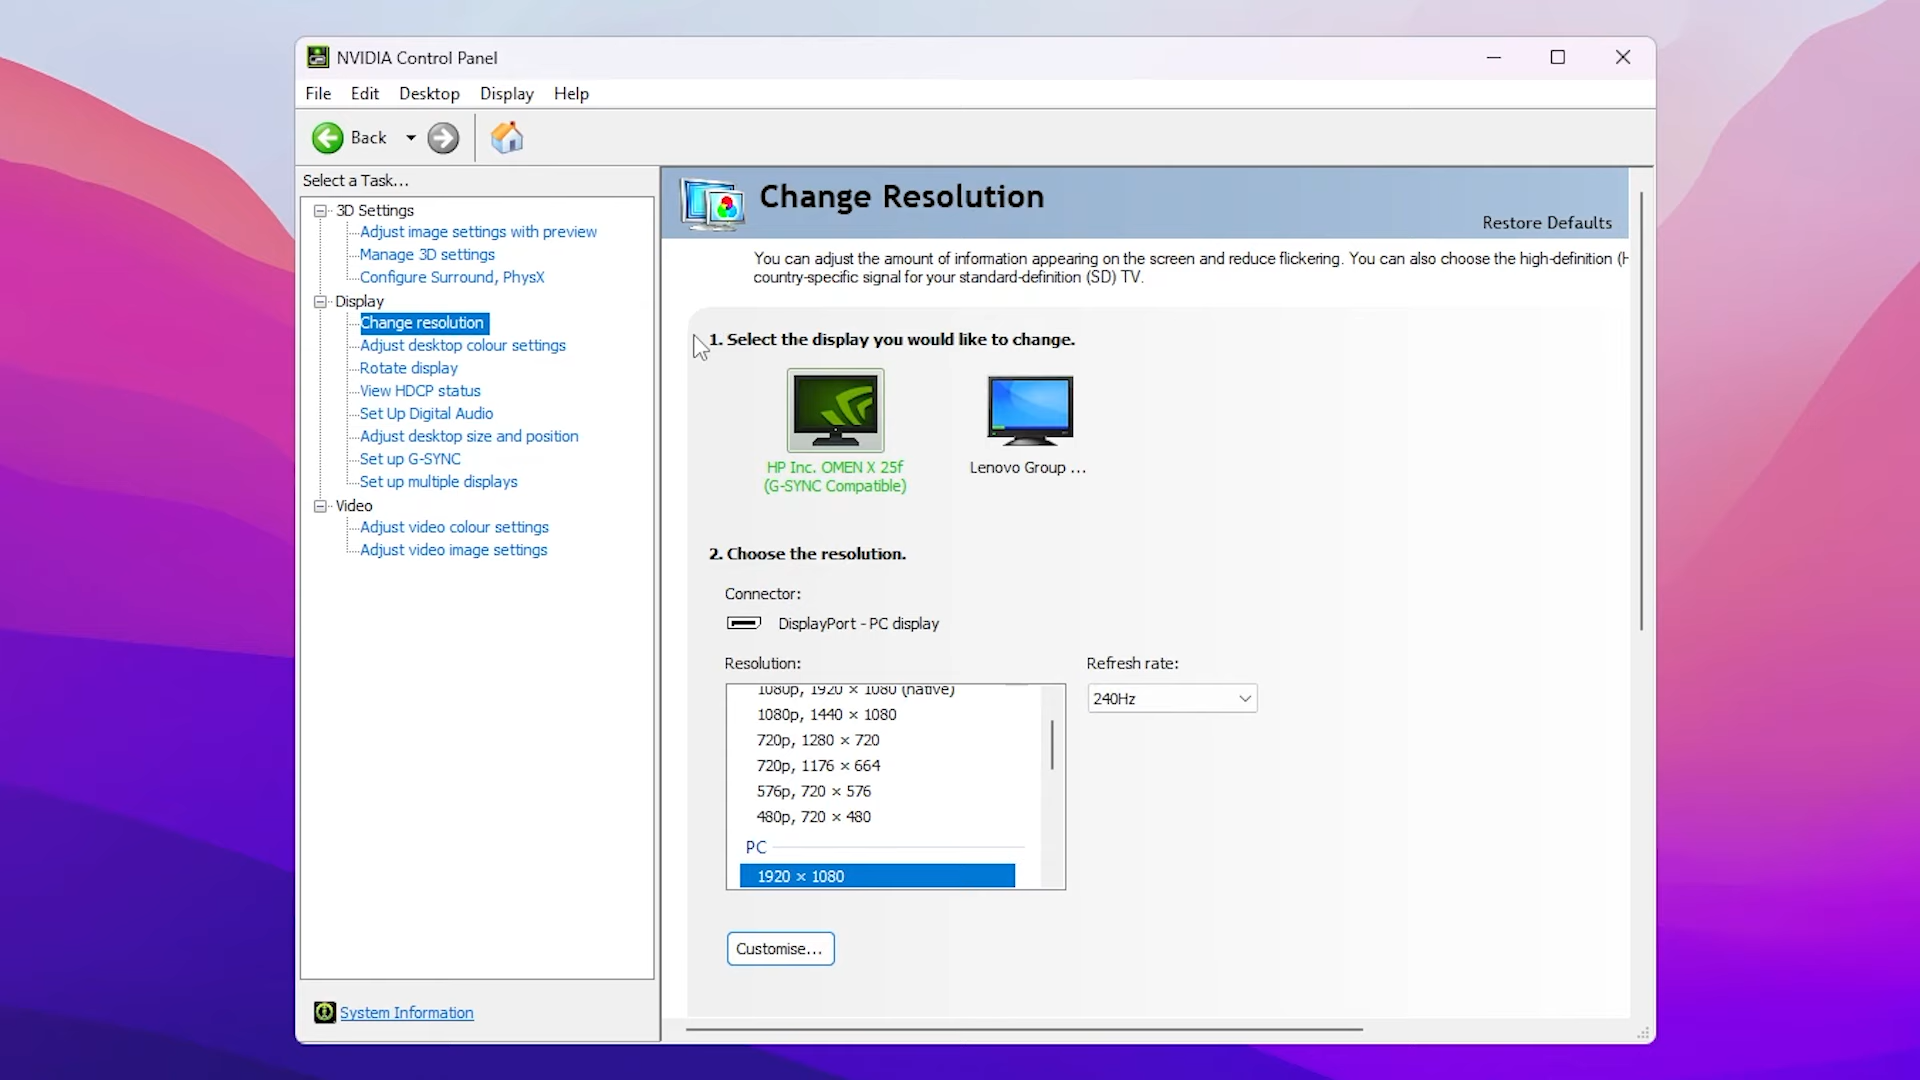 NVIDIA Control Panel
File Edit Desktop Display Help
Back
Select a Task...
3D Settings
Adjust image settings with preview
Manage 3D settings
Configure Surround, PhysX
Display
Change resolution
Adjust desktop colour settings
Rotate display
View HDCP status
Set Up Digital Audio
Adjust desktop size and position
Set up G-SYNC
Set up multiple displays
Video
Adjust video colour settings
Adjust video image settings
System Information
Change Resolution
Restore Defaults
You can adjust the amount of information appearing on the screen and reduce flickering. You can also choose the high-definition (H
country-specific signal for your standard-definition (SD) TV.
1. Select the display you would like to change.
HP Inc. OMEN X 25f
(G-SYNC Compatible)
Lenovo Group ...
2. Choose the resolution.
Connector:
DisplayPort - PC display
Resolution:
1080p, 1920 × 1080 (native)
1080p, 1440 × 1080
720p, 1280 × 720
720p, 1176 × 664
576p, 720 × 576
480p, 720 × 480
PC
1920 × 1080
Refresh rate:
240Hz
Customise...